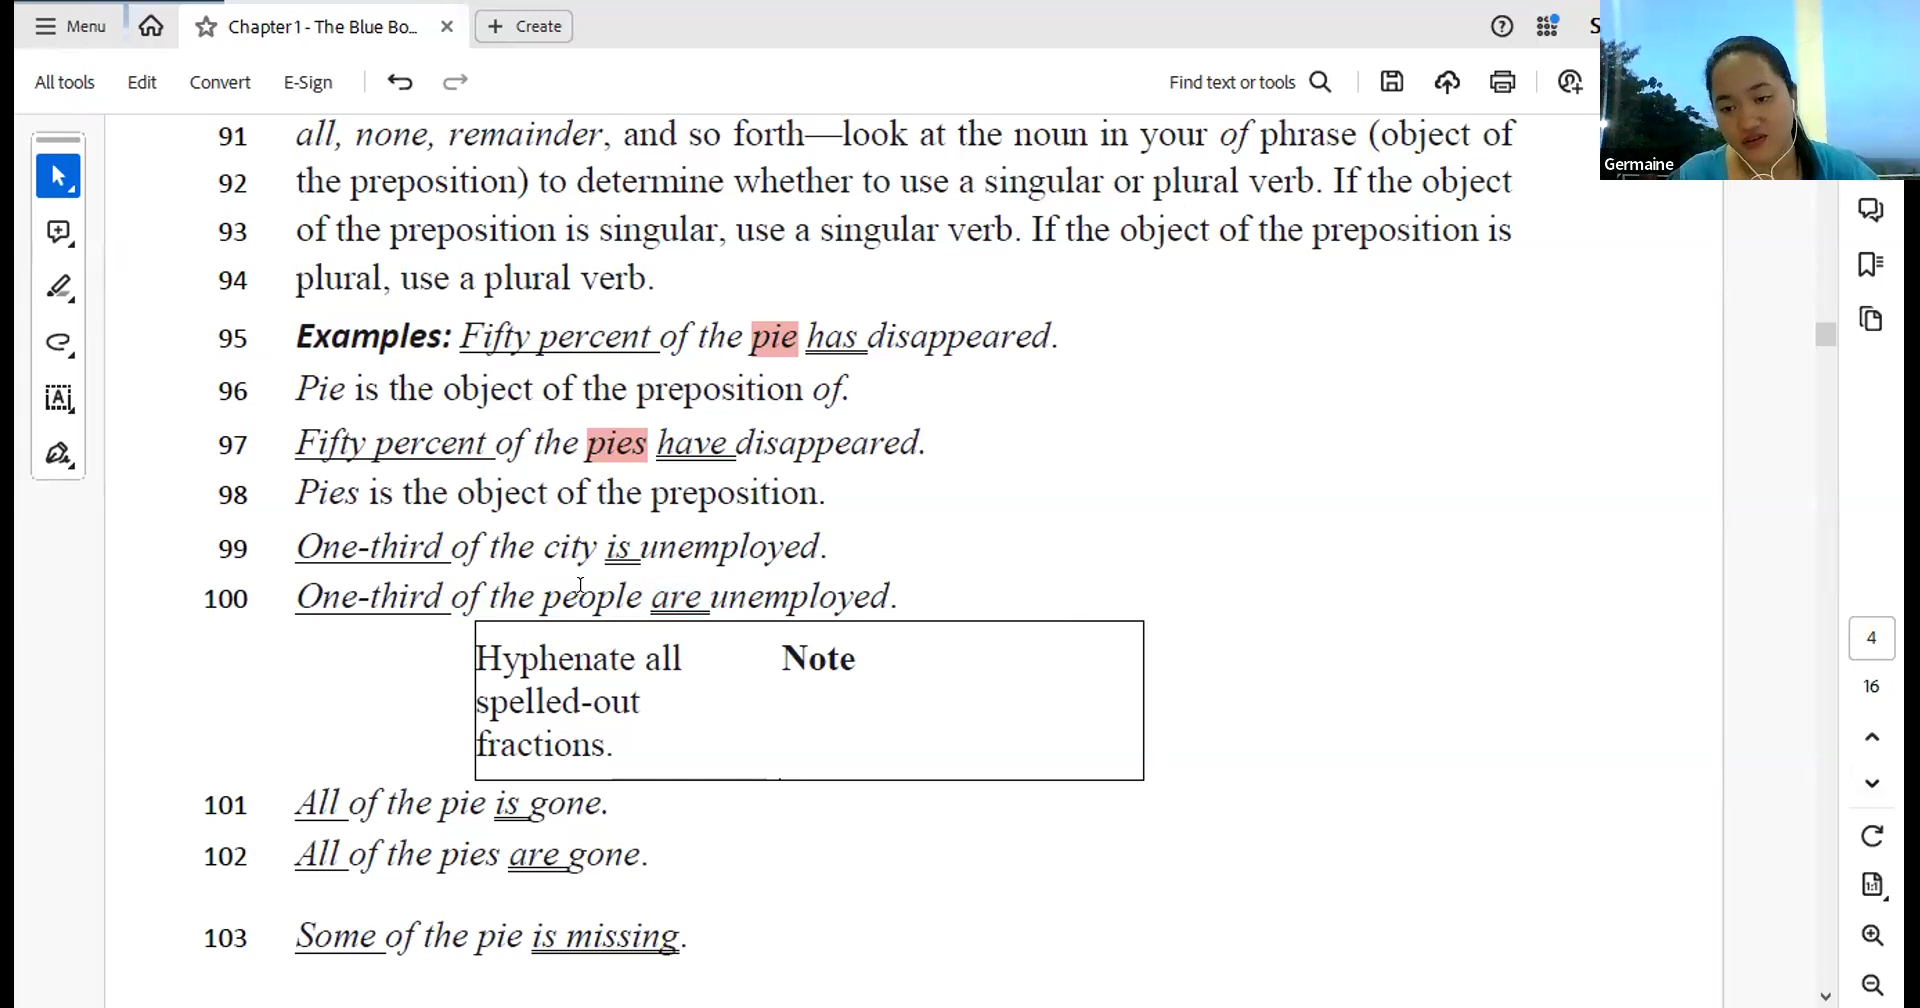 Menu
Chapter 1 - The Blue Bo...
Create
S
All tools
Edit
Convert
E-Sign
Find text or tools
Germaine
91 all, none, remainder, and so forth—look at the noun in your of phrase (object of
92 the preposition) to determine whether to use a singular or plural verb. If the object
93 of the preposition is singular, use a singular verb. If the object of the preposition is
94 plural, use a plural verb.
95 Examples: Fifty percent of the pie has disappeared.
96 Pie is the object of the preposition of.
97 Fifty percent of the pies have disappeared.
98 Pies is the object of the preposition.
99 One-third of the city is unemployed.
100 One-third of the people are unemployed.
Hyphenate all Note
spelled-out
fractions.
101 All of the pie is gone.
102 All of the pies are gone.
103 Some of the pie is missing.
4
16
1:1